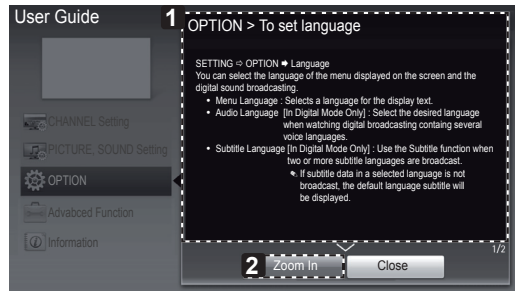 User Guide
1
OPTION > To set language
SETTING ⇨ OPTION ➡ Language
You can select the language of the menu displayed on the screen and the
digital sound broadcasting.
• Menu Language : Selects a language for the display text.
• Audio Language [In Digital Mode Only] : Select the desired language
when watching digital broadcasting containg several
voice languages.
• Subtitle Language [In Digital Mode Only] : Use the Subtitle function when
two or more subtitle languages are broadcast.
✎ If subtitle data in a selected language is not
broadcast, the default language subtitle will
be displayed.
CHANNEL Setting
PICTURE, SOUND Setting
OPTION
Advabced Function
Information
1/2
2
Zoom In
Close